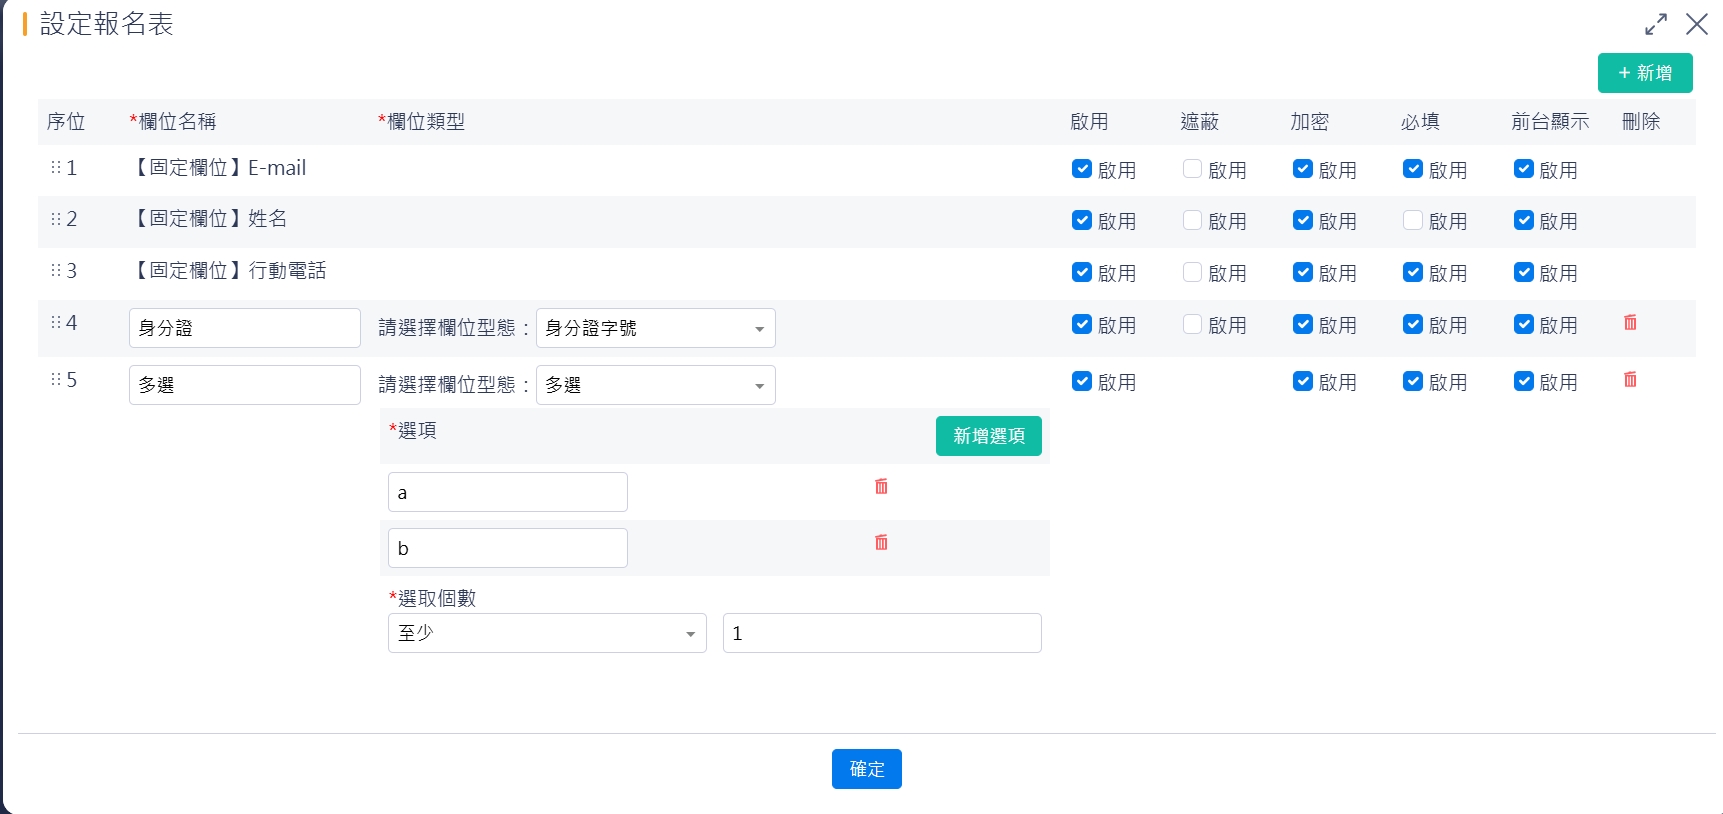 設定報名表
+ 新增
序位 *欄位名稱 *欄位類型 啟用 遮蔽 加密 必填 前台顯示 刪除
1 【固定欄位】E-mail 啟用 啟用 啟用 啟用 啟用
2 【固定欄位】姓名 啟用 啟用 啟用 啟用 啟用
3 【固定欄位】行動電話 啟用 啟用 啟用 啟用 啟用
4 身分證 請選擇欄位型態： 身分證字號 啟用 啟用 啟用 啟用 啟用
5 多選 請選擇欄位型態： 多選 啟用 啟用 啟用 啟用
*選項 新增選項
a
b
*選取個數
至少 1
確定